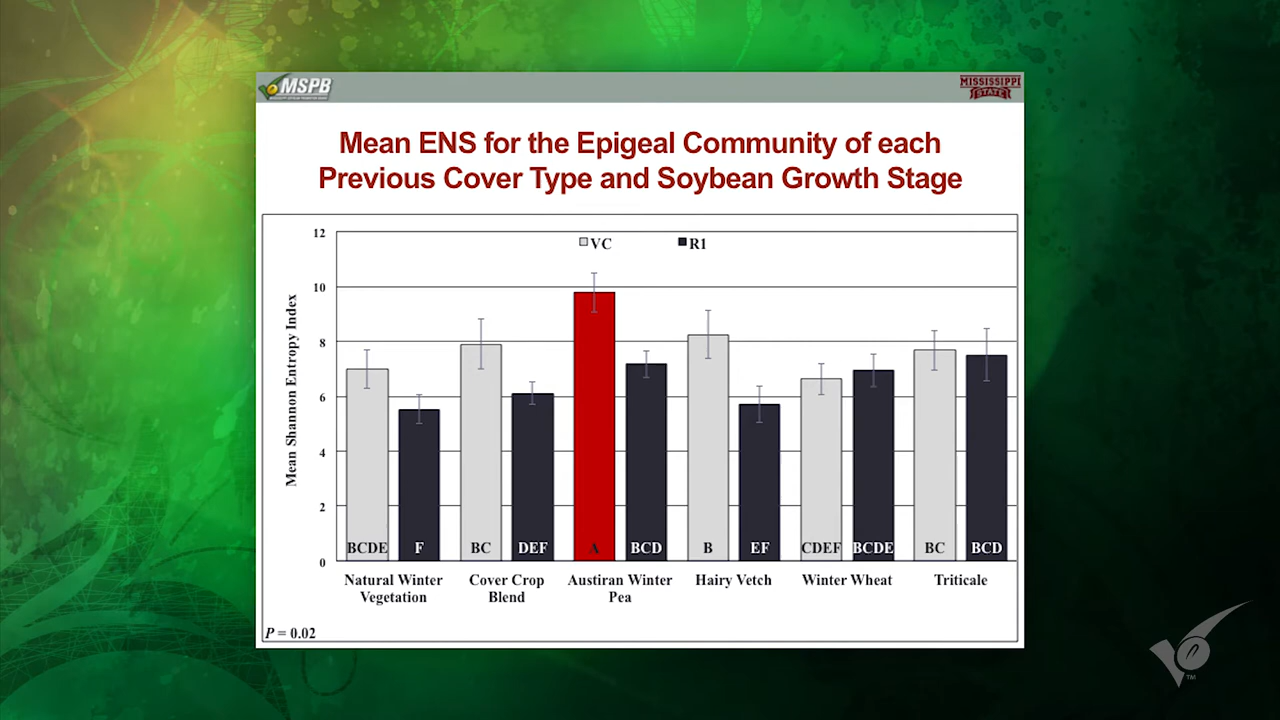 MSPB
MISSISSIPPI
STATE
Mean ENS for the Epigeal Community of each
Previous Cover Type and Soybean Growth Stage
12
10
8
6
4
2
0
Mean Shannon Entropy Index
VC R1
BCDE F BC DEF A BCD B EF CDEF BCDE BC BCD
Natural Winter
Vegetation
Cover Crop
Blend
Austiran Winter
Pea
Hairy Vetch
Winter Wheat
Triticale
P = 0.02
TM